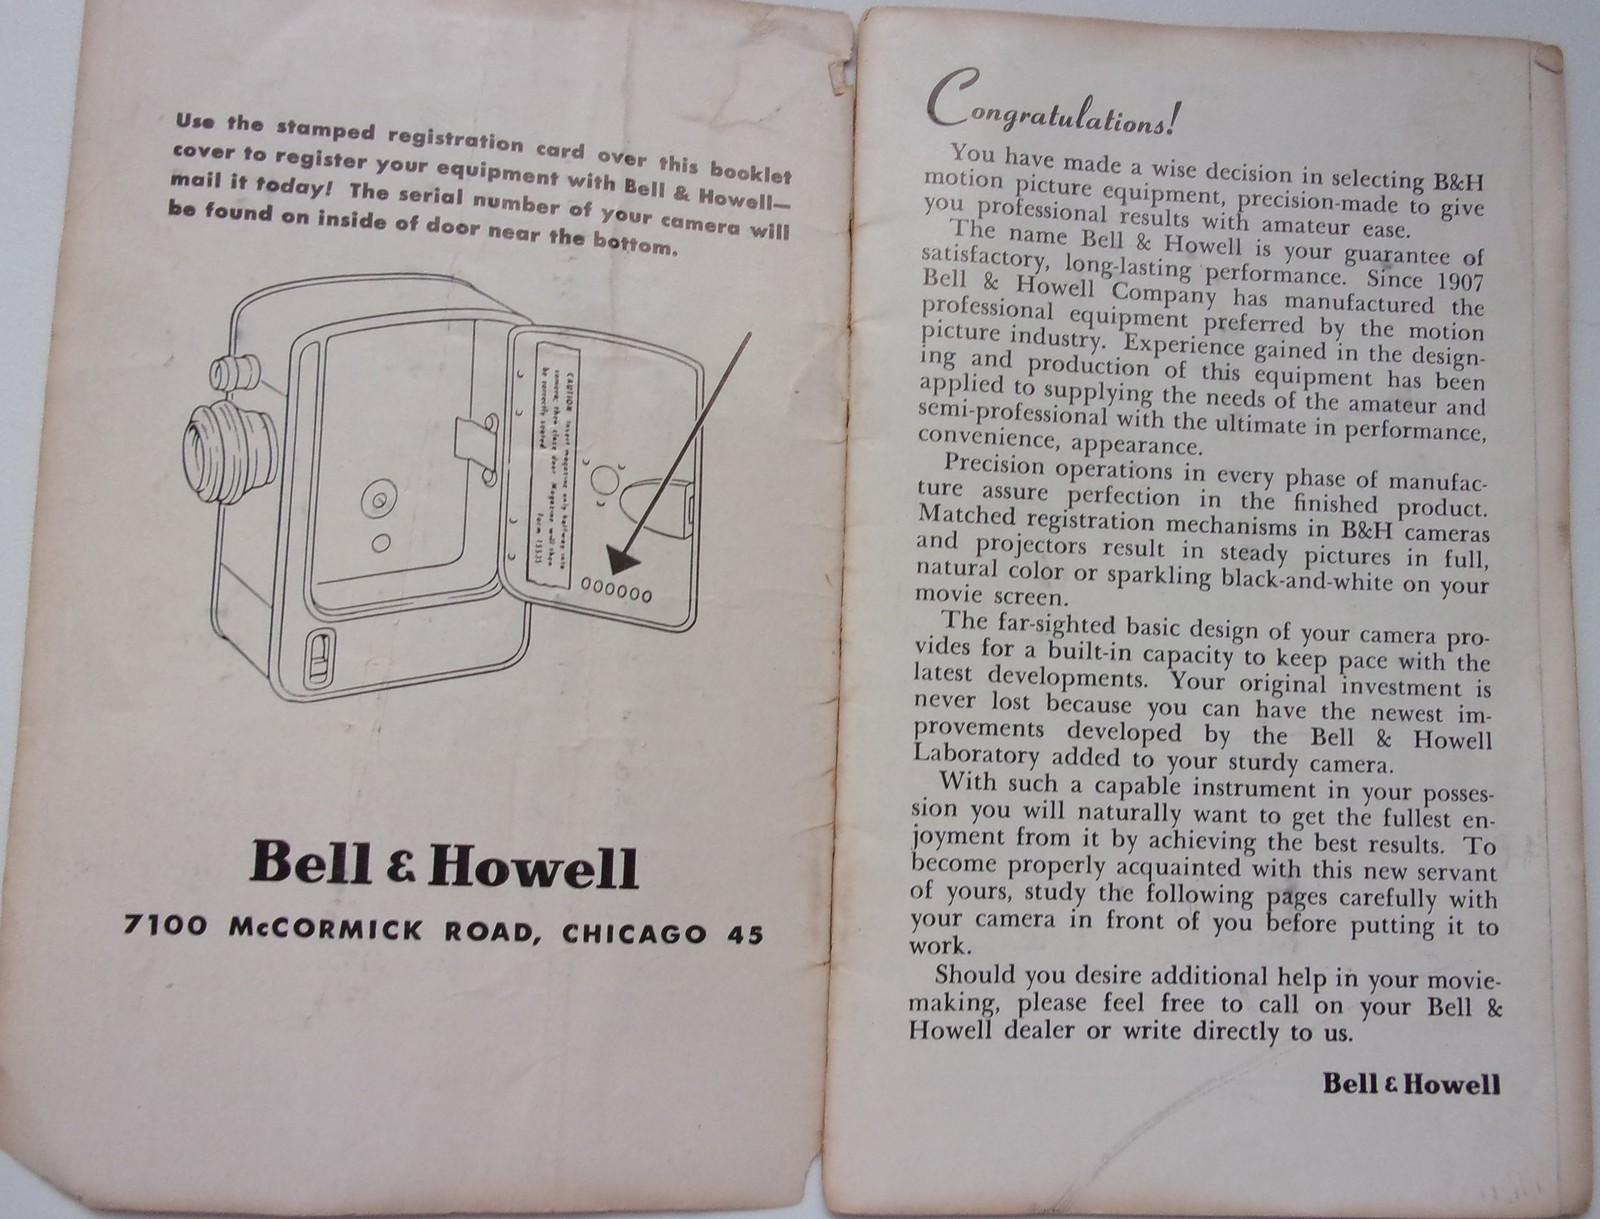 Use the stamped registration card over this booklet
cover to register your equipment with Bell & Howell—
mail it today! The serial number of your camera will
be found on inside of door near the bottom.
CAUTION Insert magazine only
remove; then close door. Magazine will then
be correctly seated
000000
Bell & Howell
7100 McCORMICK ROAD, CHICAGO 45
Congratulations!
You have made a wise decision in selecting B&H
motion picture equipment, precision-made to give
you professional results with amateur ease.
The name Bell & Howell is your guarantee of
satisfactory, long-lasting performance. Since 1907
Bell & Howell Company has manufactured the
professional equipment preferred by the motion
picture industry. Experience gained in the design-
ing and production of this equipment has been
applied to supplying the needs of the amateur and
semi-professional with the ultimate in performance,
convenience, appearance.
Precision operations in every phase of manufac-
ture assure perfection in the finished product.
Matched registration mechanisms in B&H cameras
and projectors result in steady pictures in full,
natural color or sparkling black-and-white on your
movie screen.
The far-sighted basic design of your camera pro-
vides for a built-in capacity to keep pace with the
latest developments. Your original investment is
never lost because you can have the newest im-
provements developed by the Bell & Howell
Laboratory added to your sturdy camera.
With such a capable instrument in your posses-
sion you will naturally want to get the fullest en-
joyment from it by achieving the best results. To
become properly acquainted with this new servant
of yours, study the following pages carefully with
your camera in front of you before putting it to
work.
Should you desire additional help in your movie-
making, please feel free to call on your Bell &
Howell dealer or write directly to us.
Bell & Howell